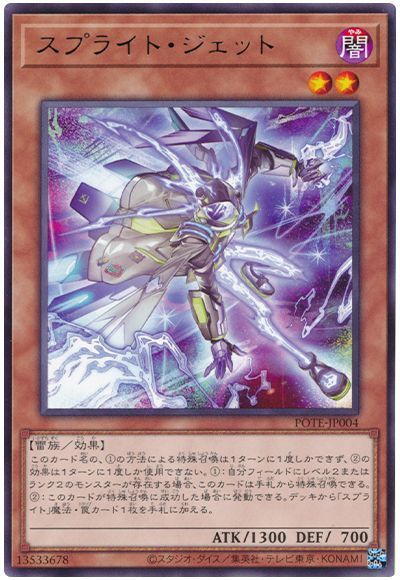 スプライト・ジェット
闇
POTE-JP004
【雷族／効果】
このカード名の、①の方法による特殊召喚は1ターンに1度しかできず、②の
効果は1ターンに1度しか使用できない。①：自分フィールドにレベル2または
ランク2のモンスターが存在する場合、このカードは手札から特殊召喚できる。
②：このカードが特殊召喚に成功した場合に発動できる。デッキから「スプラ
イト」魔法・罠カード1枚を手札に加える。
ATK/1300 DEF/ 700
13533678
©スタジオ・ダイス／集英社・テレビ東京・KONAMI